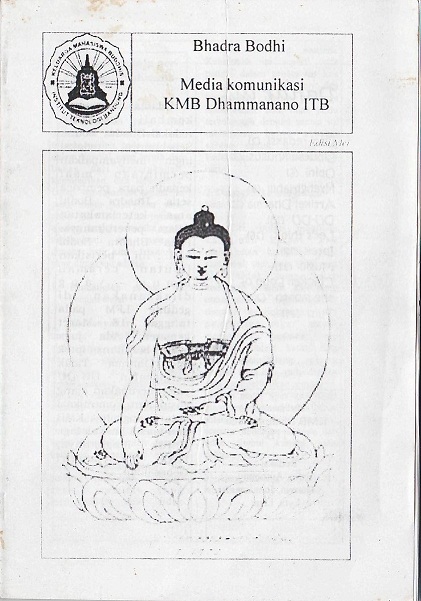 KELUARGA MAHASISWA BUDDHIS
INSTITUT TEKNOLOGI BANDUNG
Bhadra Bodhi
Media komunikasi
KMB Dhammanano ITB
Edisi Mei